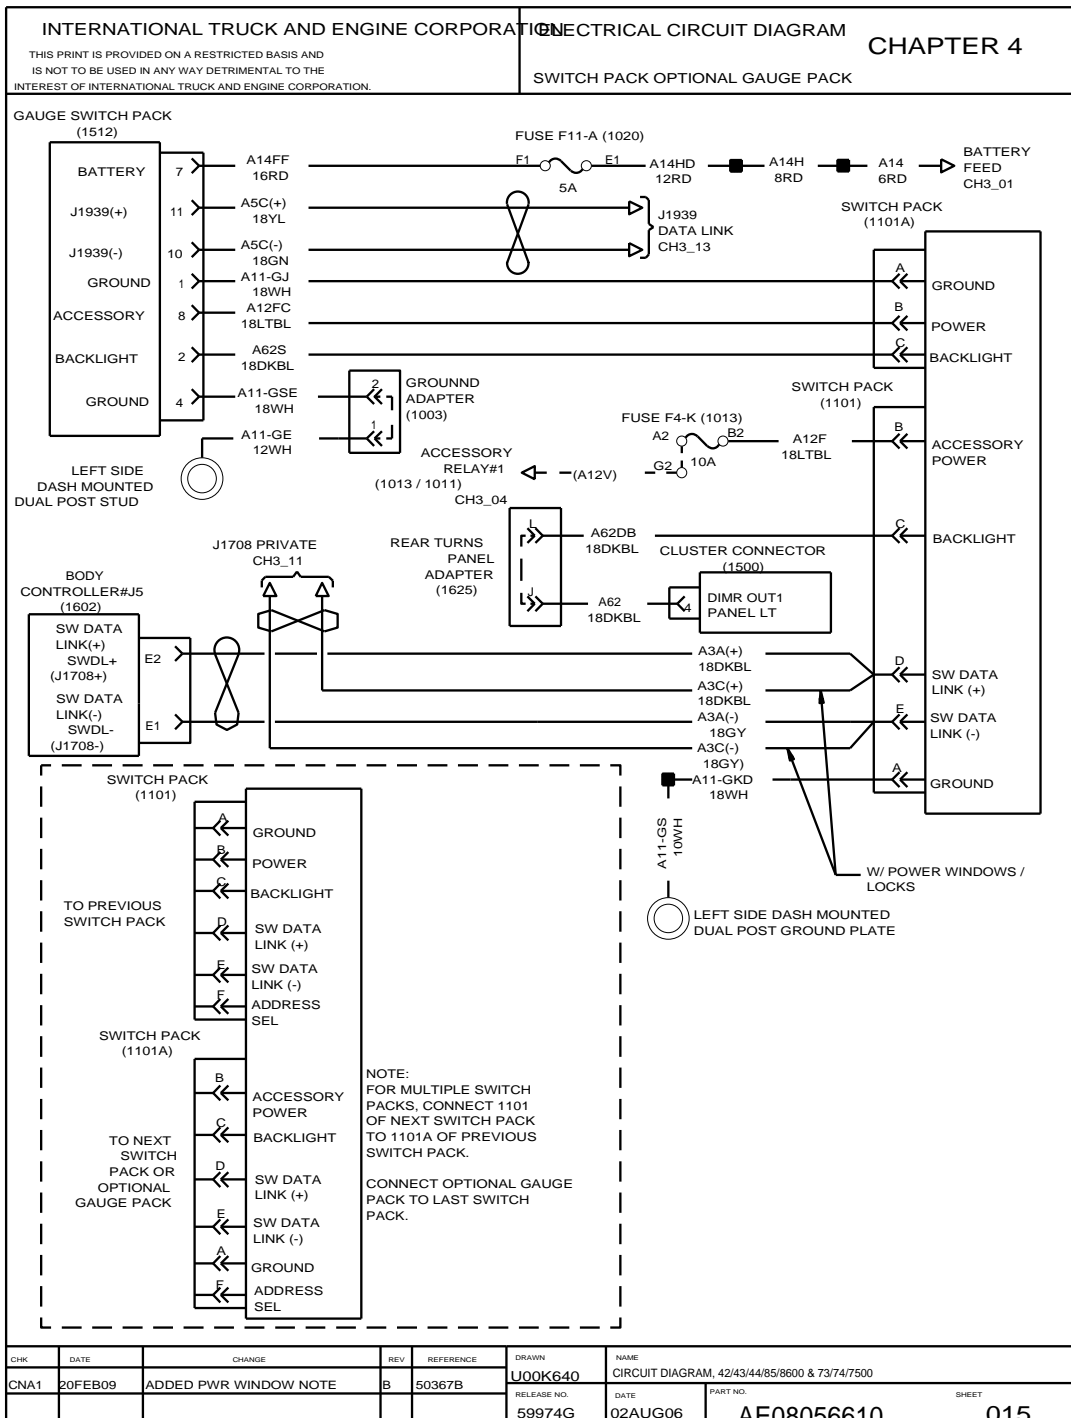 INTERNATIONAL TRUCK AND ENGINE CORPORATION
THIS PRINT IS PROVIDED ON A RESTRICTED BASIS AND
IS NOT TO BE USED IN ANY WAY DETRIMENTAL TO THE
INTEREST OF INTERNATIONAL TRUCK AND ENGINE CORPORATION.
ELECTRICAL CIRCUIT DIAGRAM
CHAPTER 4
SWITCH PACK OPTIONAL GAUGE PACK
GAUGE SWITCH PACK
(1512)
BATTERY 7 A14FF
16RD
J1939(+) 11 A5C(+)
18YL
J1939(-) 10 A5C(-)
18GN
GROUND 1 A11-GJ
18WH
ACCESSORY 8 A12FC
18LTBL
BACKLIGHT 2 A62S
18DKBL
GROUND 4 A11-GSE
18WH
A11-GE
12WH
FUSE F11-A (1020)
F1 E1
5A
A14HD
12RD
A14H
8RD
A14
6RD
BATTERY
FEED
CH3_01
J1939
DATA LINK
CH3_13
SWITCH PACK
(1101A)
A
GROUND
B
POWER
C
BACKLIGHT
2
1
GROUNND
ADAPTER
(1003)
LEFT SIDE
DASH MOUNTED
DUAL POST STUD
SWITCH PACK
(1101)
FUSE F4-K (1013)
A2 B2
G2 10A
A12F
18LTBL
B
ACCESSORY
POWER
ACCESSORY
RELAY#1
(1013 / 1011)
CH3_04
(A12V)
REAR TURNS
PANEL
ADAPTER
(1625)
L
J
A62DB
18DKBL
C
BACKLIGHT
A62
18DKBL
CLUSTER CONNECTOR
(1500)
4
DIMR OUT1
PANEL LT
J1708 PRIVATE
CH3_11
BODY
CONTROLLER#J5
(1602)
SW DATA
LINK(+)
SWDL+
(J1708+)
E2
SW DATA
LINK(-)
SWDL-
(J1708-)
E1
A3A(+)
18DKBL
A3C(+)
18DKBL
A3A(-)
18GY
A3C(-)
18GY)
A11-GKD
18WH
D
SW DATA
LINK (+)
E
SW DATA
LINK (-)
A
GROUND
A11-GS
10WH
W/ POWER WINDOWS /
LOCKS
LEFT SIDE DASH MOUNTED
DUAL POST GROUND PLATE
SWITCH PACK
(1101)
A
GROUND
B
POWER
C
BACKLIGHT
TO PREVIOUS
SWITCH PACK
D
SW DATA
LINK (+)
E
SW DATA
LINK (-)
F
ADDRESS
SEL
SWITCH PACK
(1101A)
B
ACCESSORY
POWER
C
BACKLIGHT
TO NEXT
SWITCH
PACK OR
OPTIONAL
GAUGE PACK
D
SW DATA
LINK (+)
E
SW DATA
LINK (-)
A
GROUND
F
ADDRESS
SEL
NOTE:
FOR MULTIPLE SWITCH
PACKS, CONNECT 1101
OF NEXT SWITCH PACK
TO 1101A OF PREVIOUS
SWITCH PACK.
CONNECT OPTIONAL GAUGE
PACK TO LAST SWITCH
PACK.
CHK DATE CHANGE REV REFERENCE
CNA1 20FEB09 ADDED PWR WINDOW NOTE B 50367B
DRAWN
U00K640
NAME
CIRCUIT DIAGRAM, 42/43/44/85/8600 & 73/74/7500
RELEASE NO.
59974G
DATE
02AUG06
PART NO.
AE08056610
SHEET
015